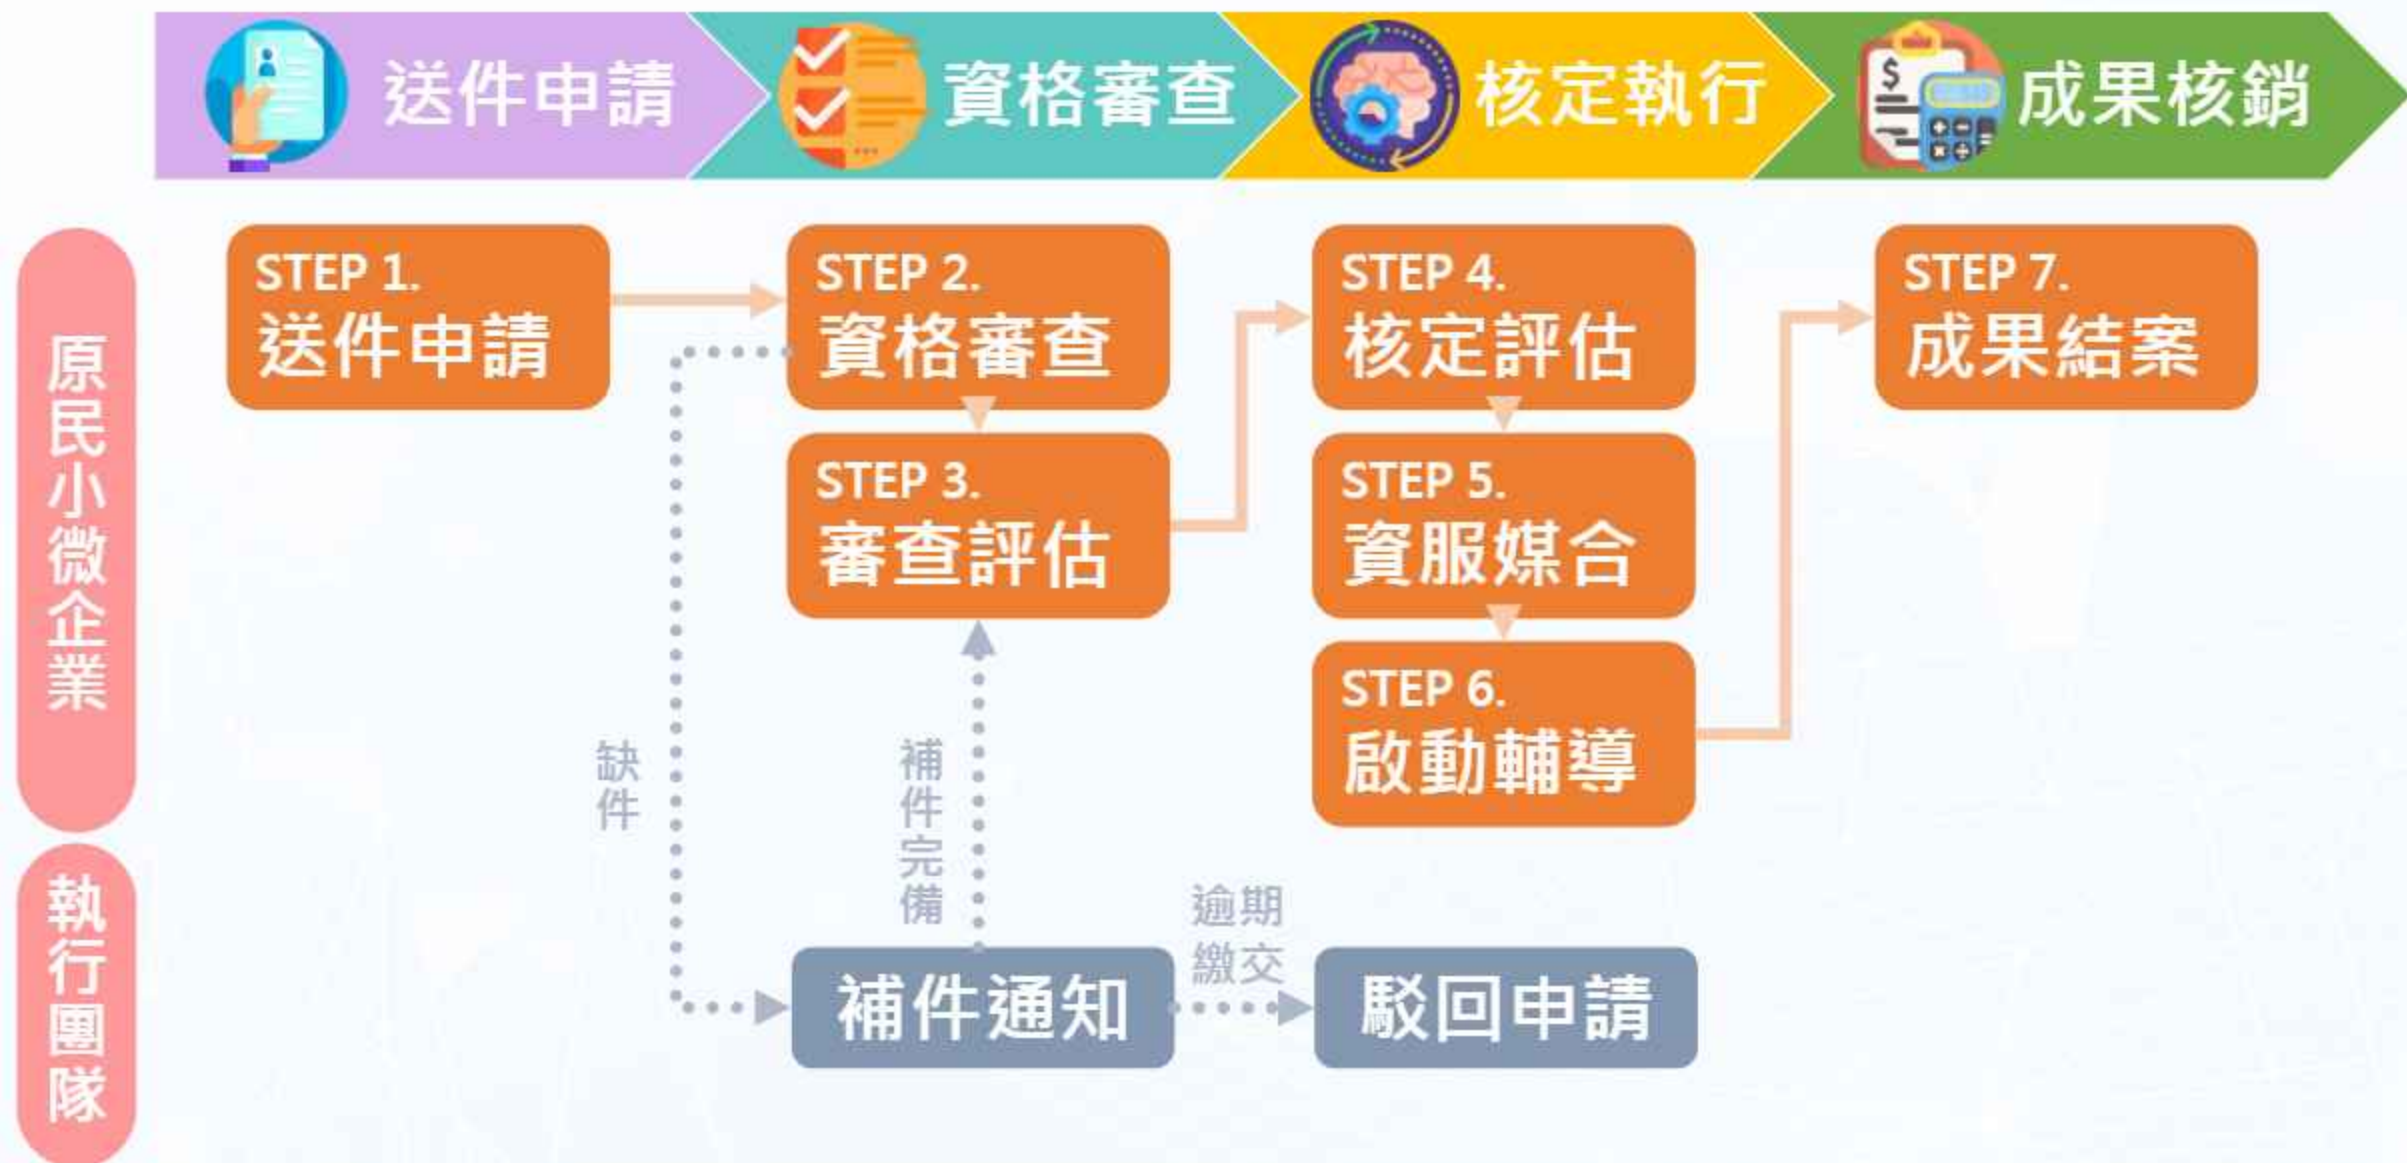 送件申請
資格審查
核定執行
成果核銷
原民小微企業
STEP 1.
送件申請
STEP 2.
資格審查
STEP 3.
審查評估
STEP 4.
核定評估
STEP 5.
資服媒合
STEP 6.
啟動輔導
STEP 7.
成果結案
執行團隊
缺件
補件完備
補件通知
逾期
繳交
駁回申請